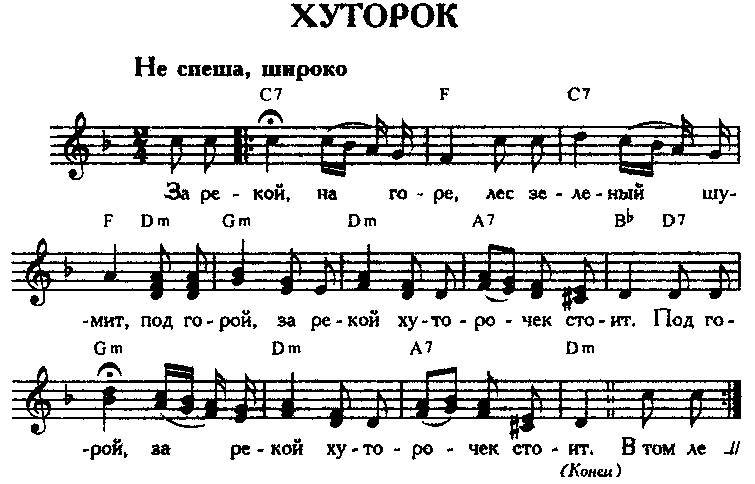 ХУТОРОК
Не спеша, широко
C7 F C7
2
4
За ре - кой, на го - ре, лес зе - ле - ный шу-
F Dm Gm Dm A7 B♭ D7
-мит, под го - рой, за ре - кой ху - то - ро - чек сто - ит. Под го-
Gm Dm A7 Dm
-рой, за ре - кой ху - то - ро - чек сто - ит. В том ле
(Конец)